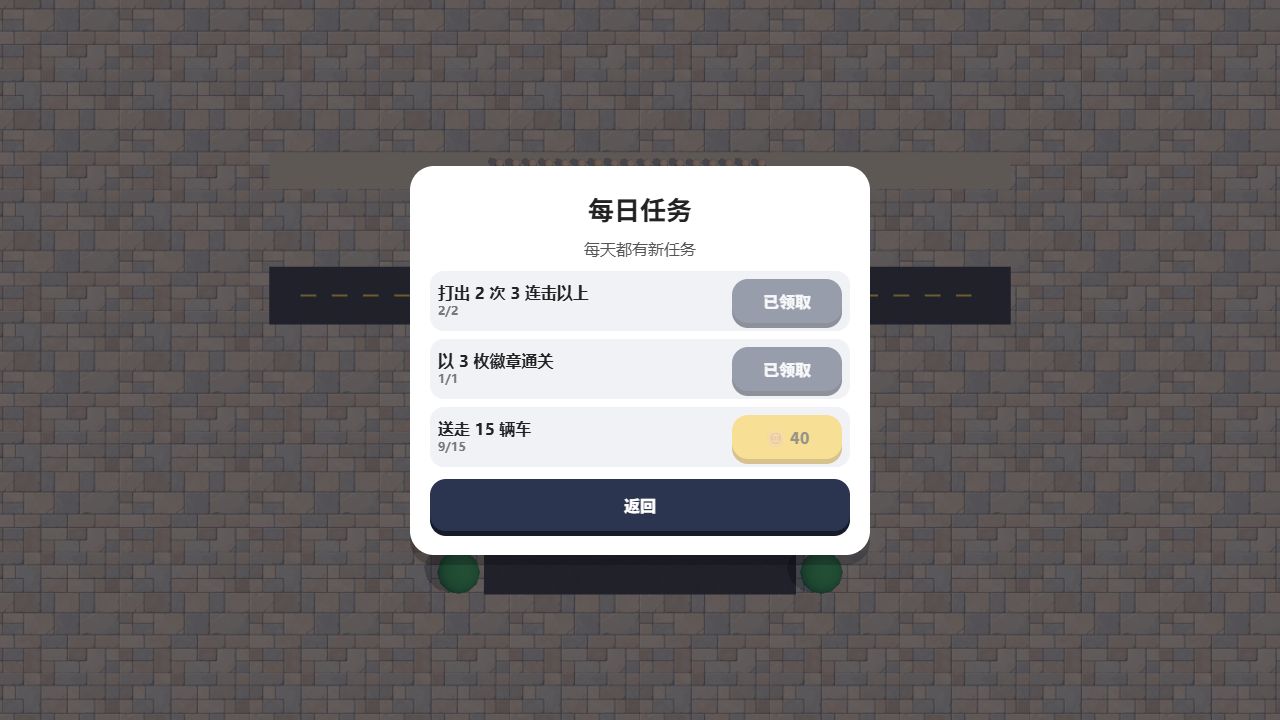 每日任务
每天都有新任务
打出 2 次 3 连击以上
2/2
已领取
以 3 枚徽章通关
1/1
已领取
送走 15 辆车
9/15
40
返回